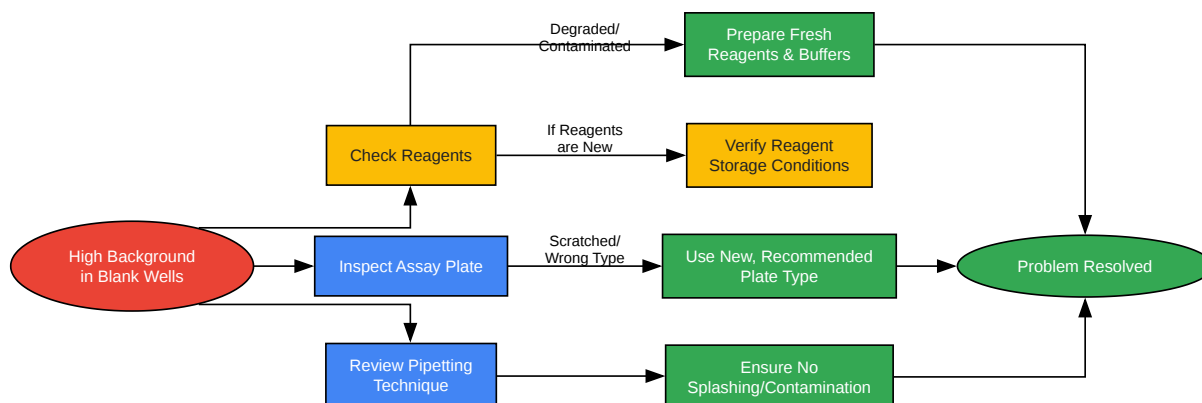 Degraded/
Contaminated
Prepare Fresh
Reagents & Buffers
Check Reagents
If Reagents
are New
Verify Reagent
Storage Conditions
High Background
in Blank Wells
Inspect Assay Plate
Scratched/
Wrong Type
Use New, Recommended
Plate Type
Problem Resolved
Review Pipetting
Technique
Ensure No
Splashing/Contamination